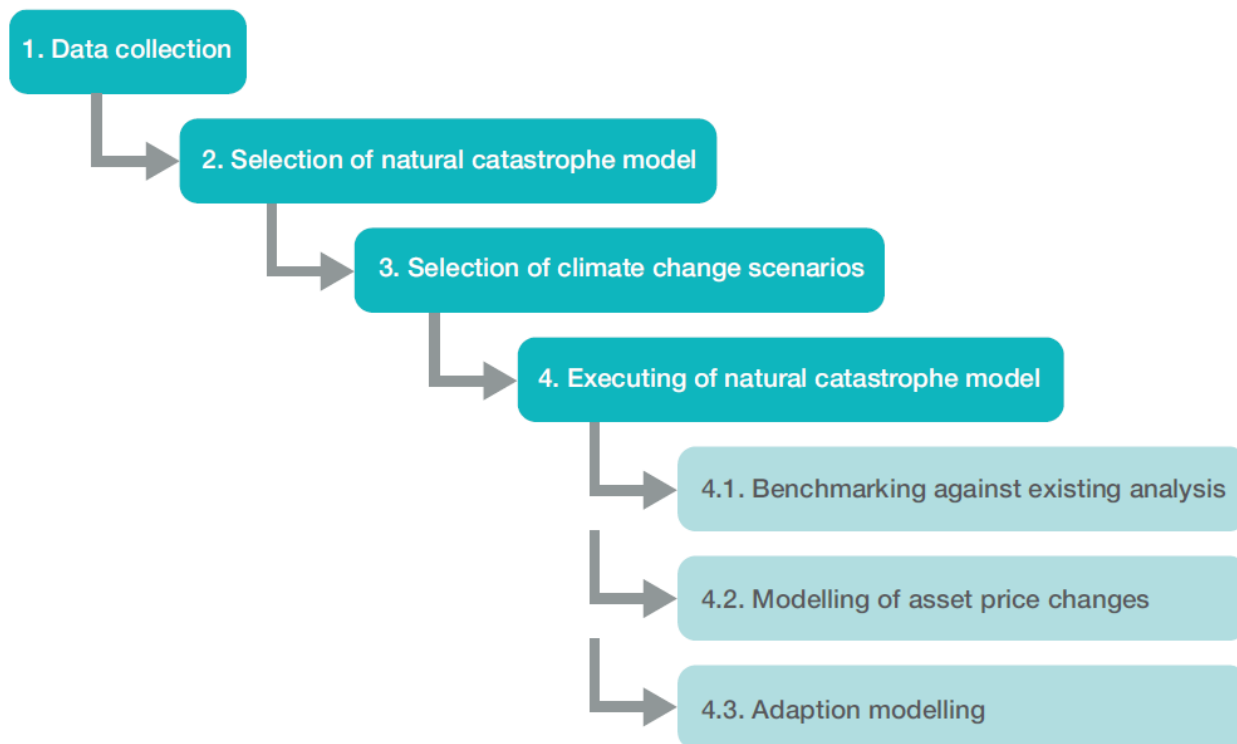 1. Data collection
2. Selection of natural catastrophe model
3. Selection of climate change scenarios
4. Executing of natural catastrophe model
4.1. Benchmarking against existing analysis
4.2. Modelling of asset price changes
4.3. Adaption modelling